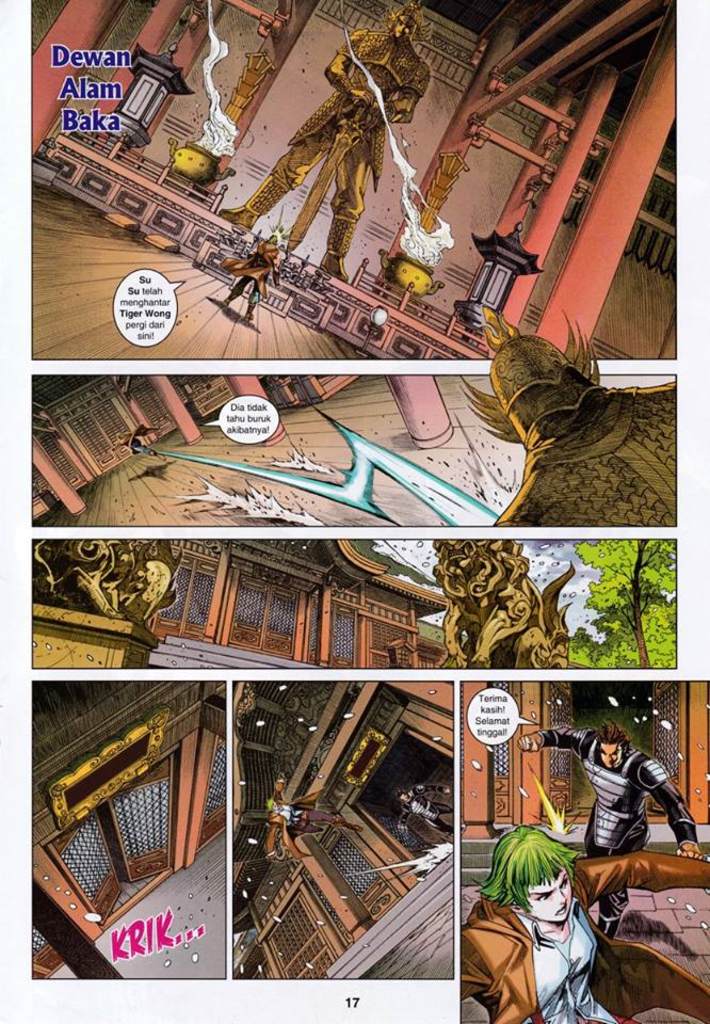 Dewan
Alam
Baka
Su
Su telah
menghantar
Tiger Wong
pergi dari
sini!
Dia tidak
tahu buruk
akibatnya!
KRIK...
Terima
kasih!
Selamat
tinggal!
17